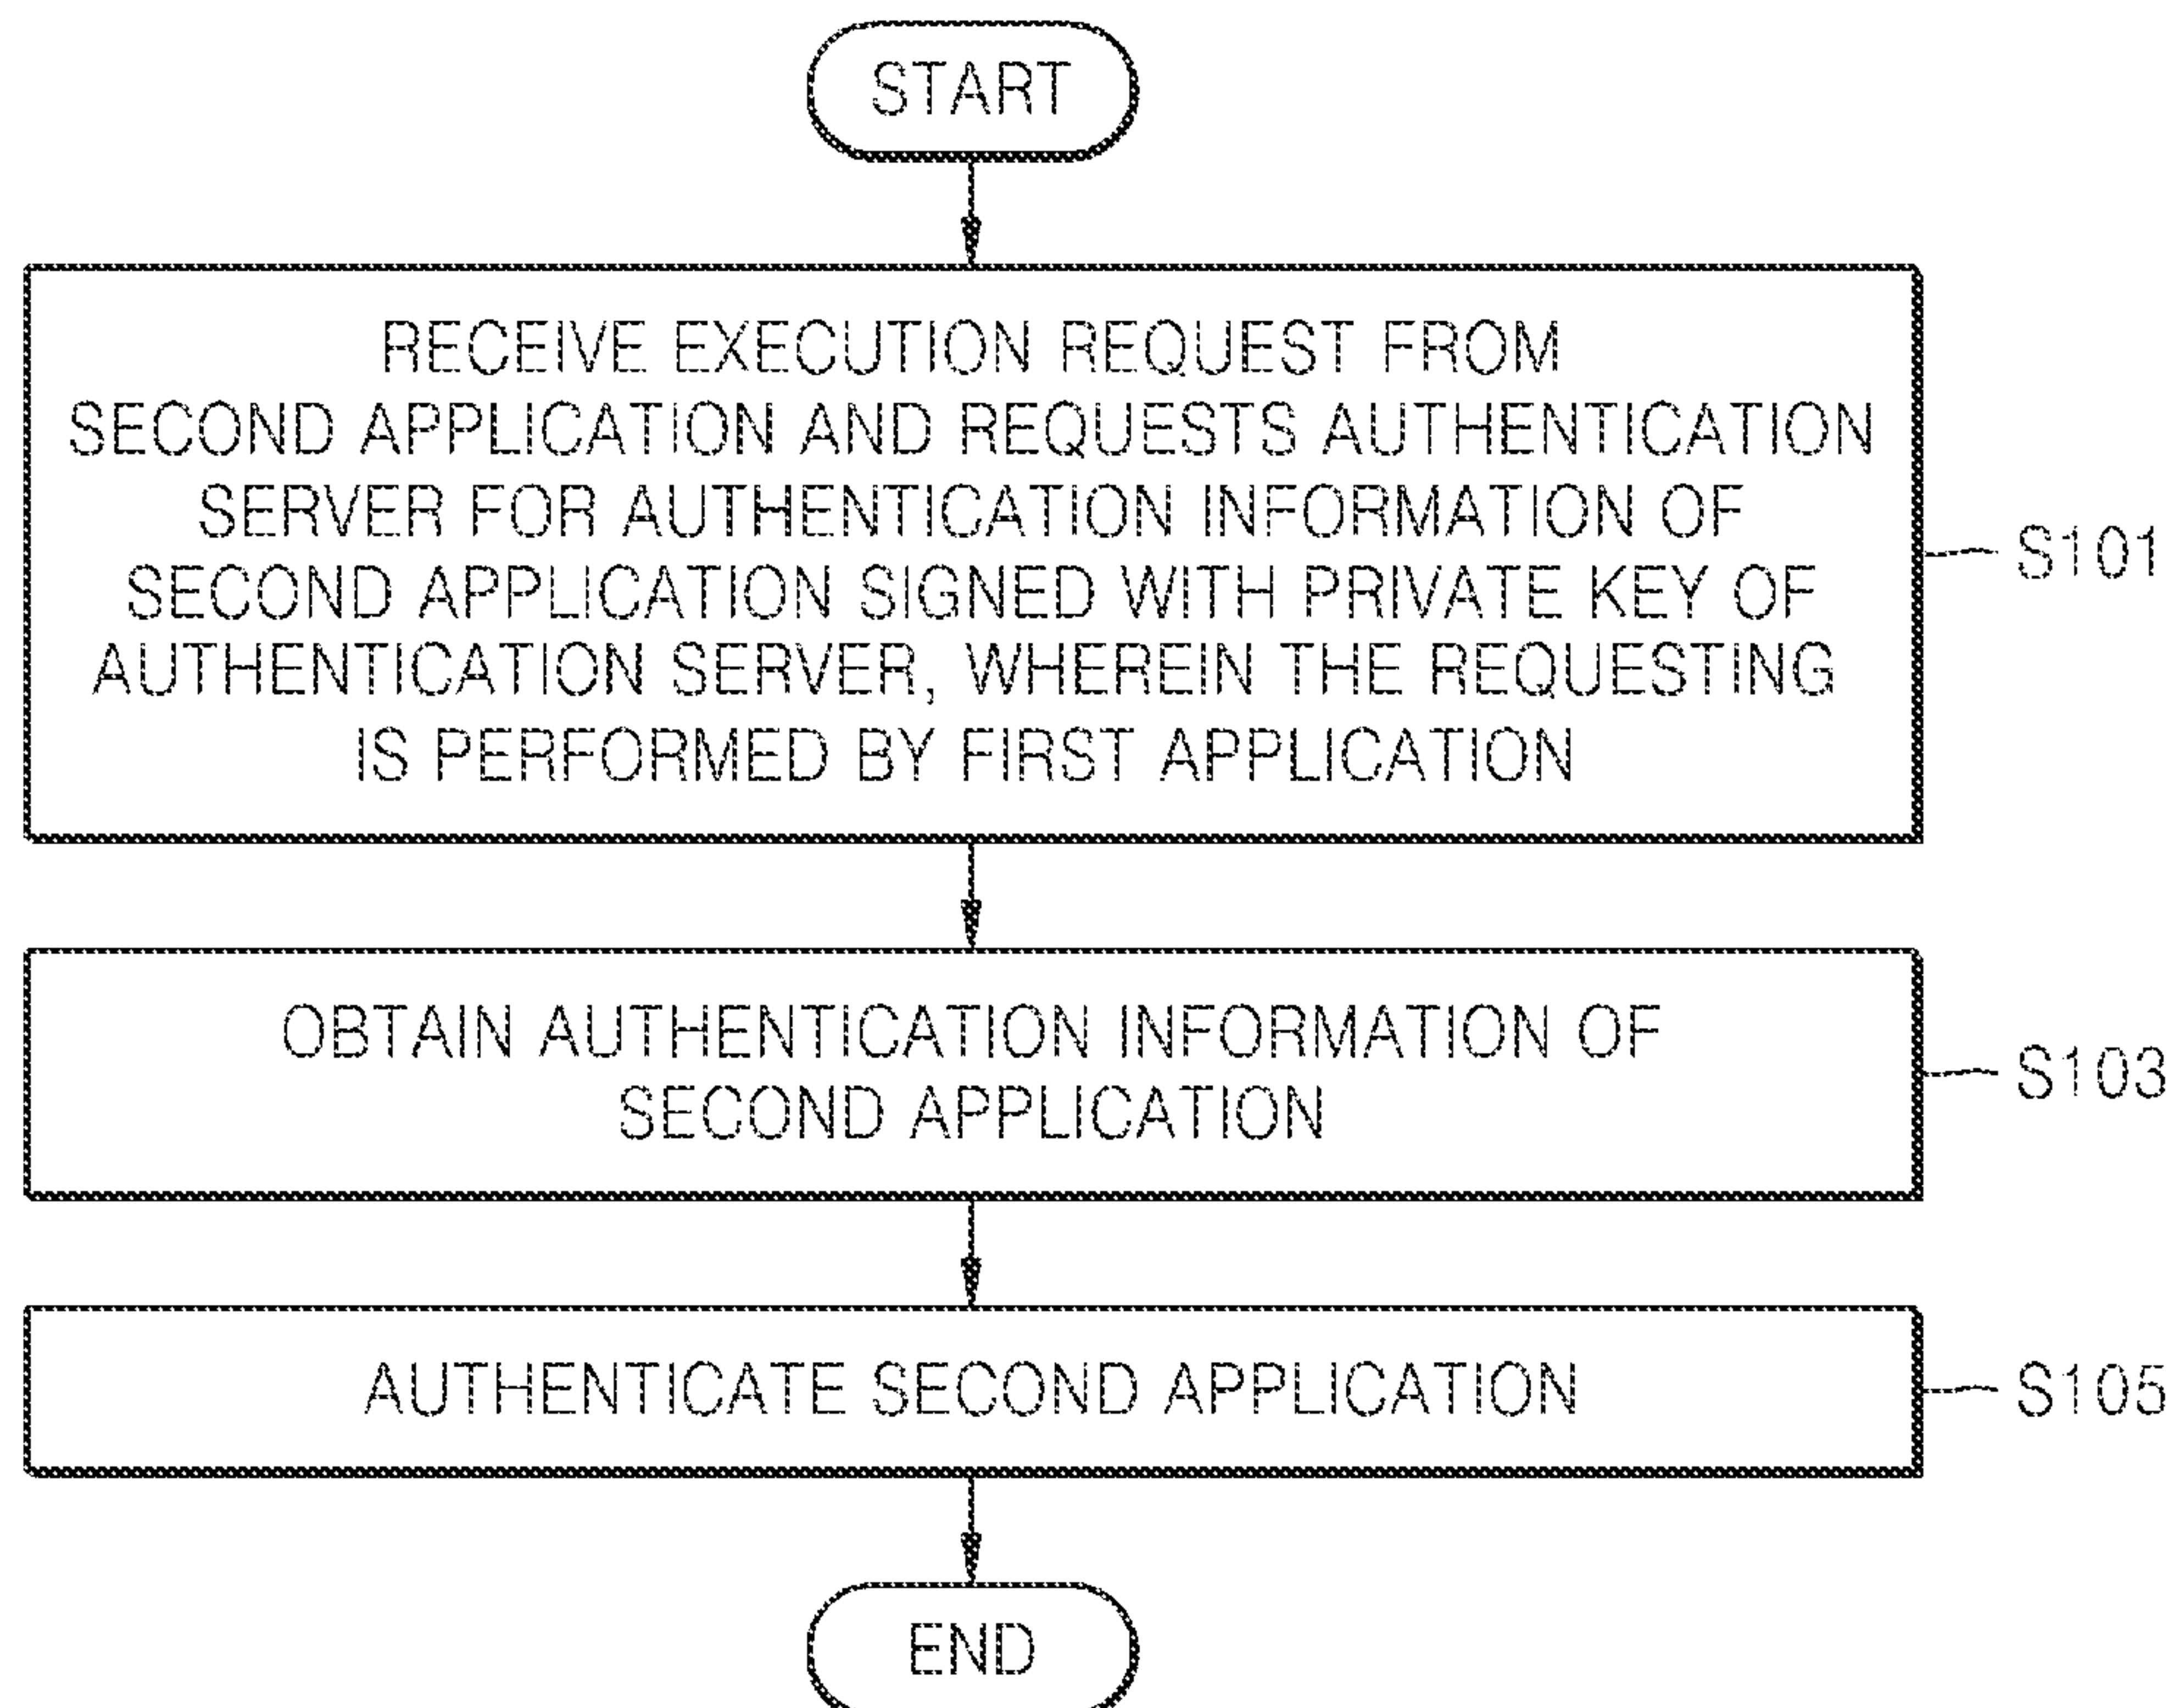 START
RECEIVE EXECUTION REQUEST FROM
SECOND APPLICATION AND REQUESTS AUTHENTICATION
SERVER FOR AUTHENTICATION INFORMATION OF
SECOND APPLICATION SIGNED WITH PRIVATE KEY OF
AUTHENTICATION SERVER, WHEREIN THE REQUESTING
IS PERFORMED BY FIRST APPLICATION
S101
OBTAIN AUTHENTICATION INFORMATION OF
SECOND APPLICATION
S103
AUTHENTICATE SECOND APPLICATION
S105
END